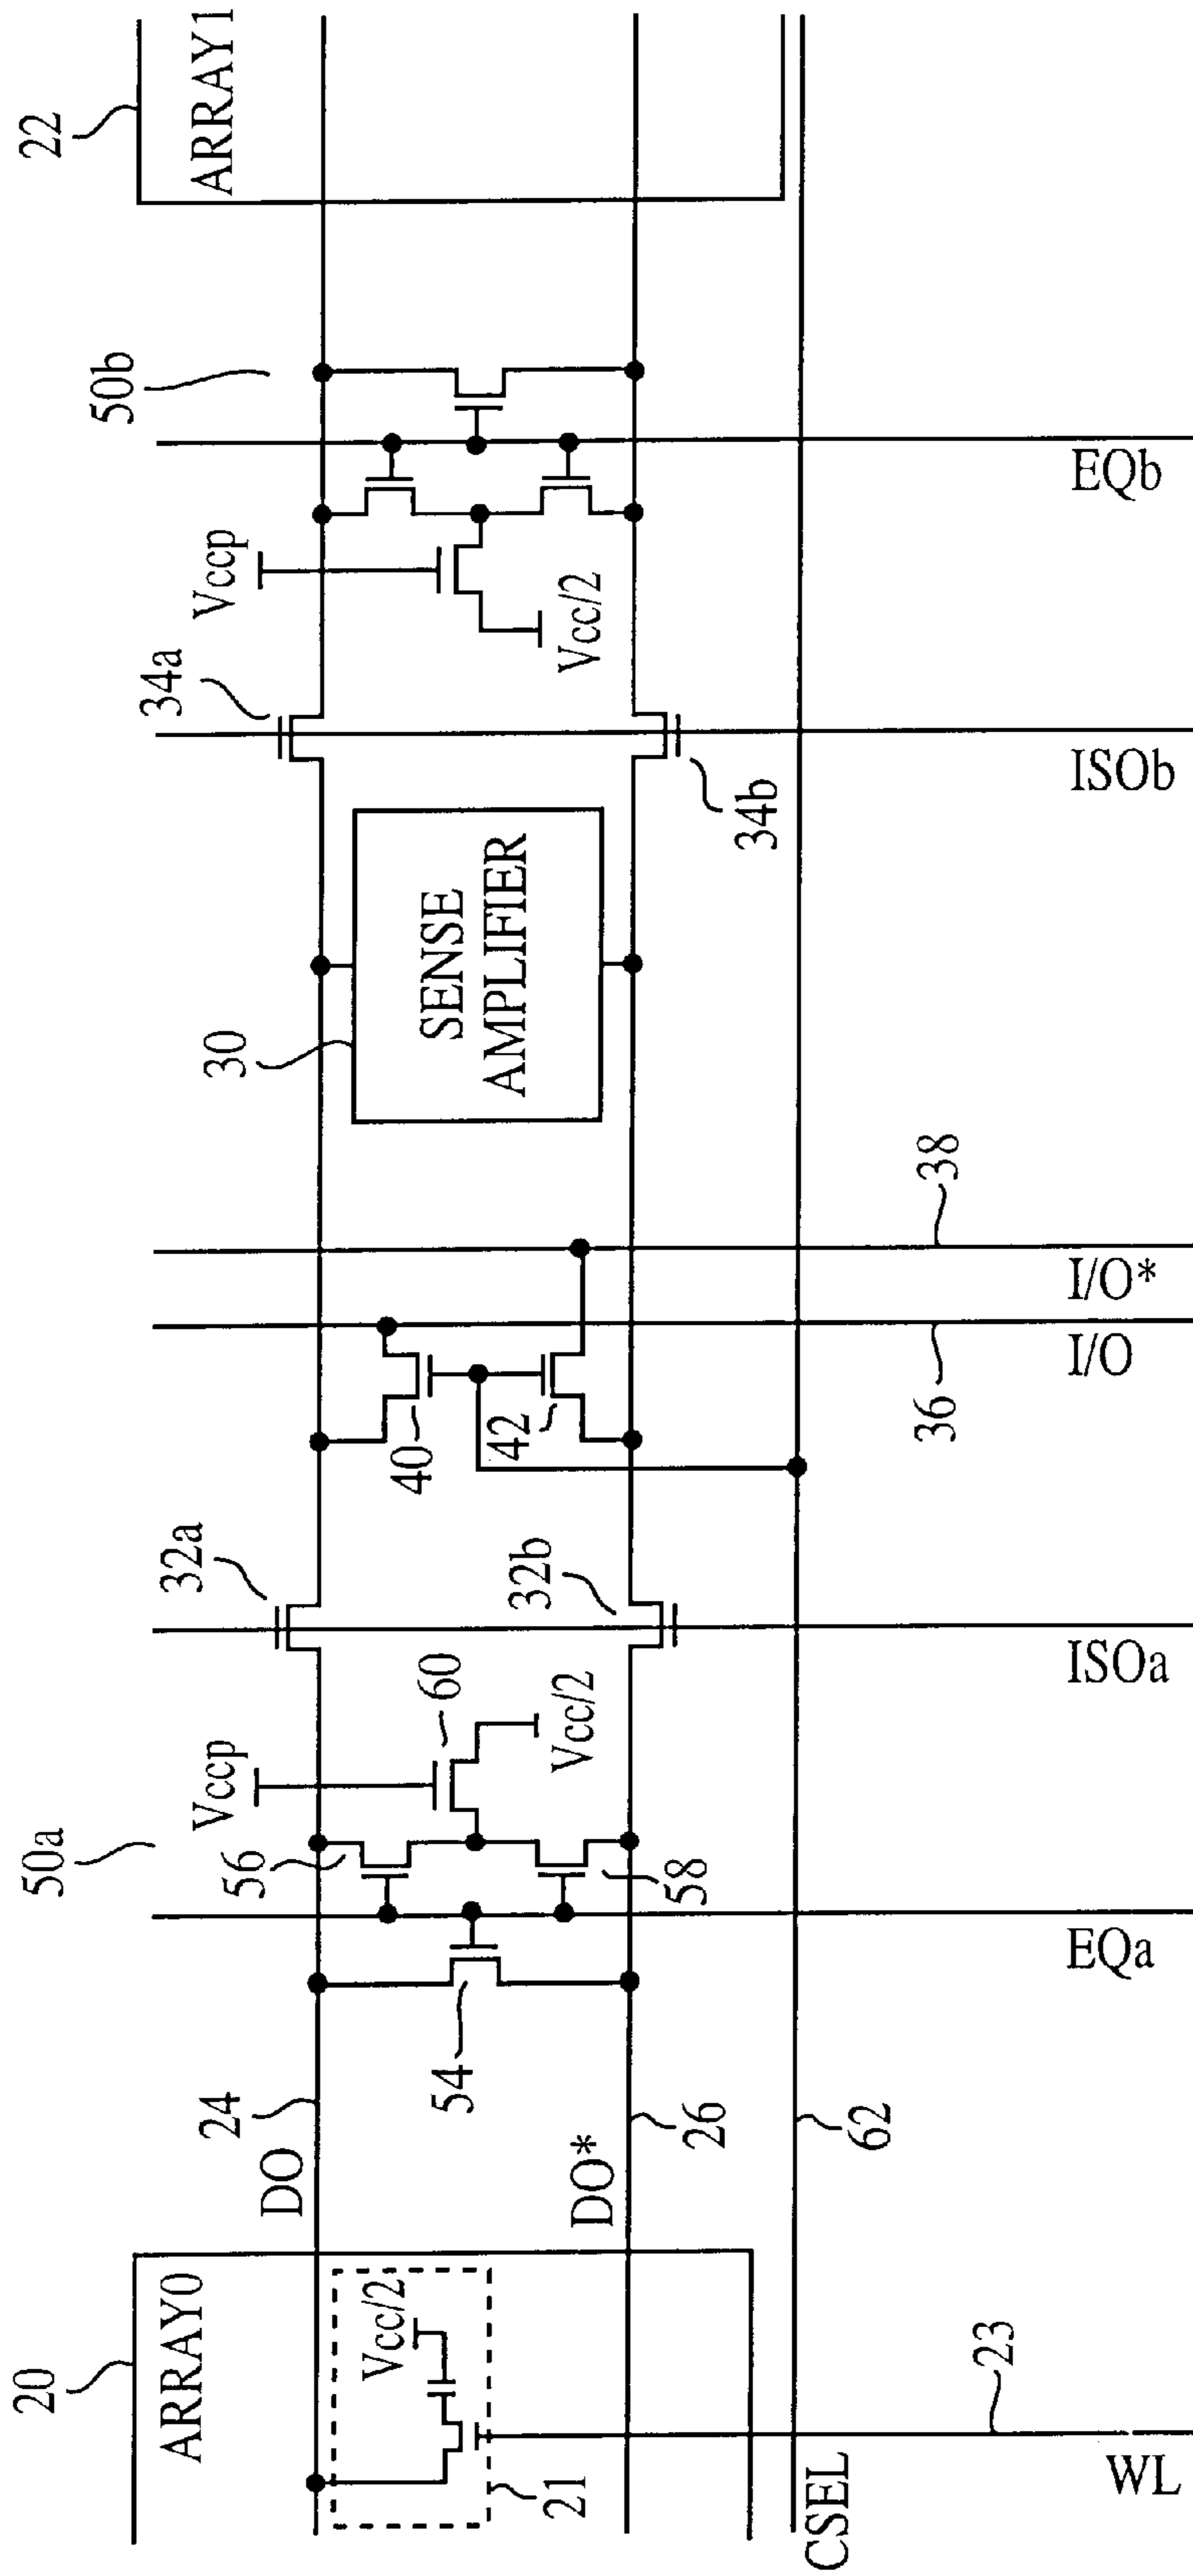 20
ARRAY0
Vcc/2
21
23
WL
CSEL
DO
24
DO*
26
62
54
50a
Vccp
56
58
60
Vcc/2
EQa
32a
32b
ISOa
40
42
36
I/O
38
I/O*
30
SENSE
AMPLIFIER
34a
34b
ISOb
Vccp
Vcc/2
50b
EQb
22
ARRAY1